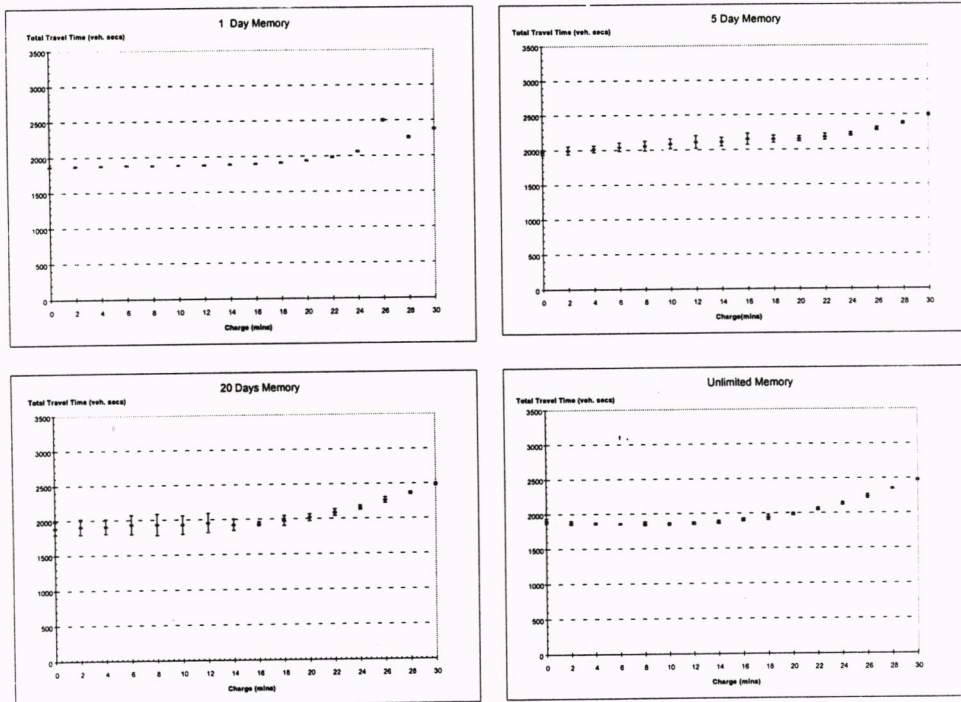 1 Day Memory
Total Travel Time (veh. secs)
3500
3000
2500
2000
1500
1000
500
0
0 2 4 6 8 10 12 14 16 18 20 22 24 26 28 30
Charge (mins)
5 Day Memory
Total Travel Time (veh. secs)
3500
3000
2500
2000
1500
1000
500
0
0 2 4 6 8 10 12 14 16 18 20 22 24 26 28 30
Charge(mins)
20 Days Memory
Total Travel Time (veh. secs)
3500
3000
2500
2000
1500
1000
500
0
0 2 4 6 8 10 12 14 16 18 20 22 24 26 28 30
Charge (mins)
Unlimited Memory
Total Travel Time (veh. secs)
3500
3000
2500
2000
1500
1000
500
0
0 2 4 6 8 10 12 14 16 18 20 22 24 26 28 30
Charge (mins)